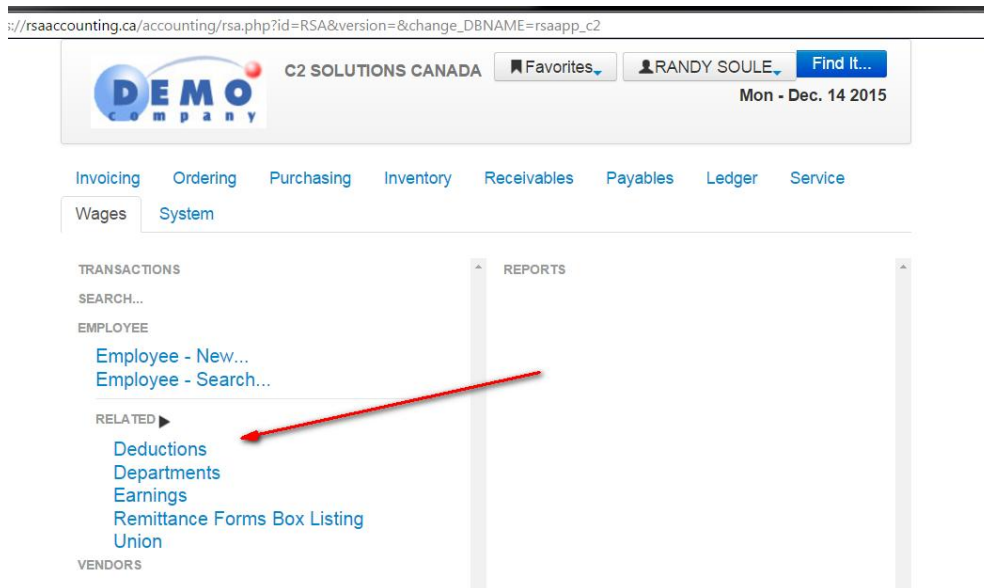 s://rsaaccounting.ca/accounting/rsa.php?id=RSA&version=&change_DBNAME=rsaapp_c2
DEMO
company
C2 SOLUTIONS CANADA
Favorites
RANDY SOULE
Find It...
Mon - Dec. 14 2015
Invoicing Ordering Purchasing Inventory Receivables Payables Ledger Service
Wages System
TRANSACTIONS
SEARCH...
EMPLOYEE
Employee - New...
Employee - Search...
RELATED
Deductions
Departments
Earnings
Remittance Forms Box Listing
Union
VENDORS
REPORTS